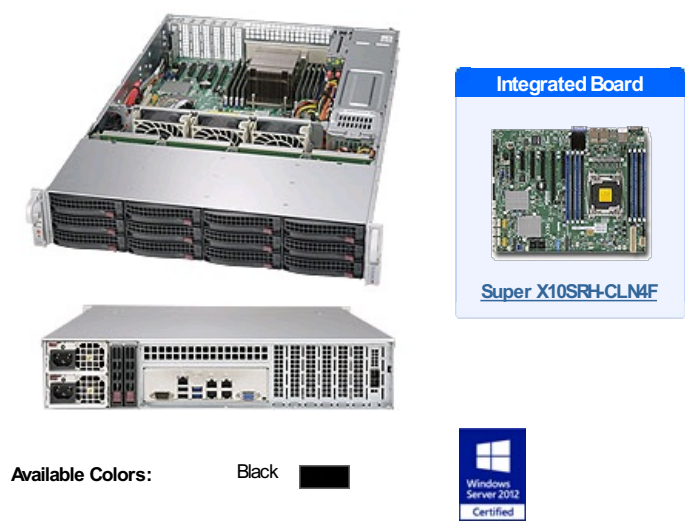 Integrated Board
Super X10SRH-CLN4F
Available Colors:
Black
Windows
Server 2012
Certified